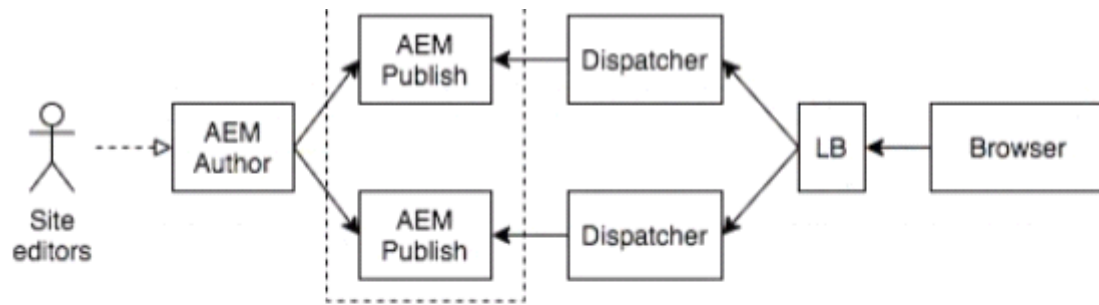 AEM
Publish
Dispatcher
AEM
Author
LB
Browser
Site
editors
AEM
Publish
Dispatcher